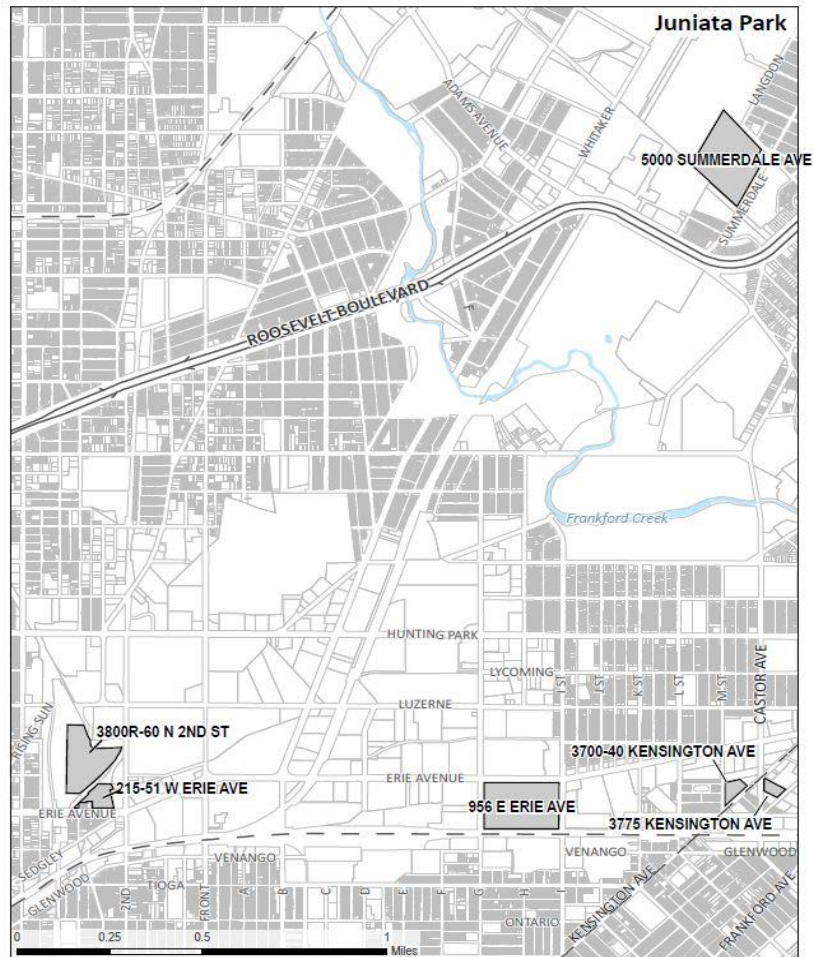 Juniata Park
LANGDON
ADAMS AVENUE
WHITAKER
5000 SUMMERDALE AVE
SUMMERDALE
ROOSEVELT BOULEVARD
F
Frankford Creek
HUNTING PARK
LYCOMING
I ST
J ST
K ST
L ST
M ST
CASTOR AVE
LUZERNE
RISING SUN
3800R-60 N 2ND ST
3700-40 KENSINGTON AVE
ERIE AVENUE
215-51 W ERIE AVE
956 E ERIE AVE
ERIE AVENUE
3775 KENSINGTON AVE
SEDGLEY
VENANGO
VENANGO
GLENWOOD
GLENWOOD
TIOGA
2ND
FRONT
A
B
C
D
E
F
G
H
I
KENSINGTON AVE
FRANKFORD AVE
ONTARIO
0 0.25 0.5 1
Miles